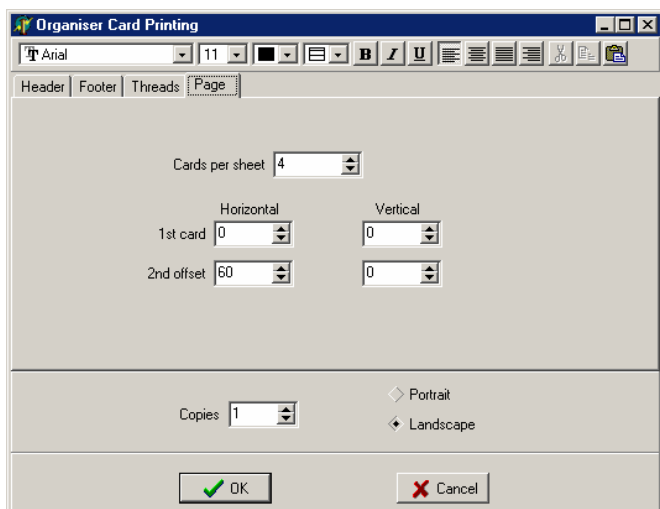 Organiser Card Printing
Arial 11 B I U
Header Footer Threads Page
Cards per sheet 4
Horizontal Vertical
1st card 0 0
2nd offset 60 0
Copies 1
Portrait
Landscape
OK Cancel